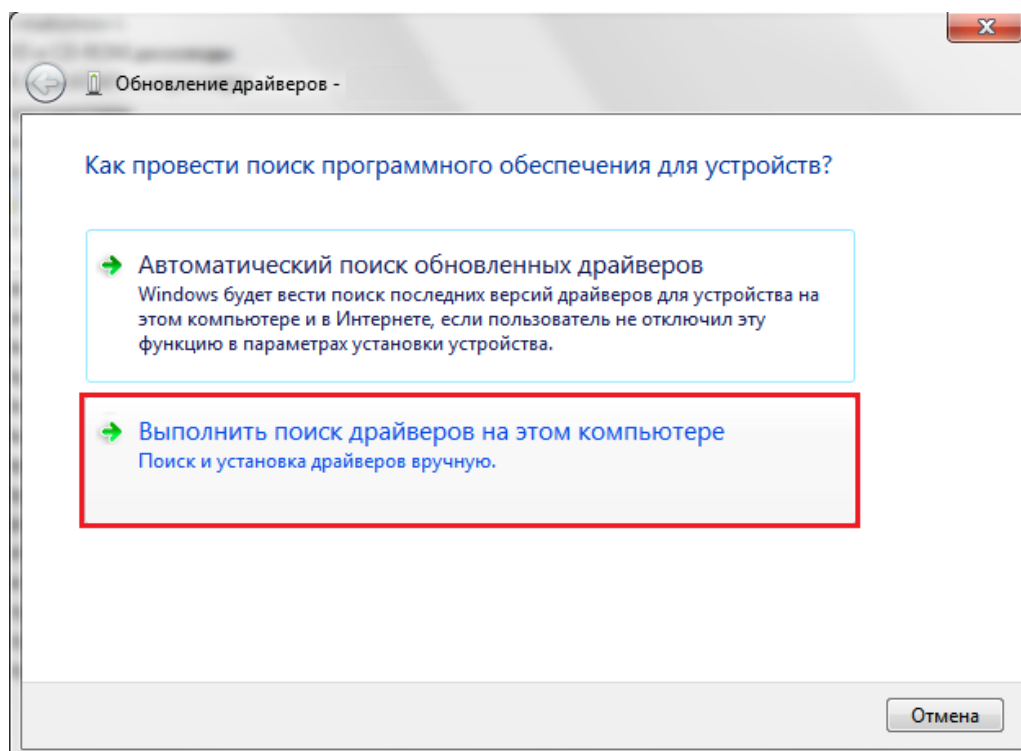 Обновление драйверов -
Как провести поиск программного обеспечения для устройств?
Автоматический поиск обновленных драйверов
Windows будет вести поиск последних версий драйверов для устройства на
этом компьютере и в Интернете, если пользователь не отключил эту
функцию в параметрах установки устройства.
Выполнить поиск драйверов на этом компьютере
Поиск и установка драйверов вручную.
Отмена